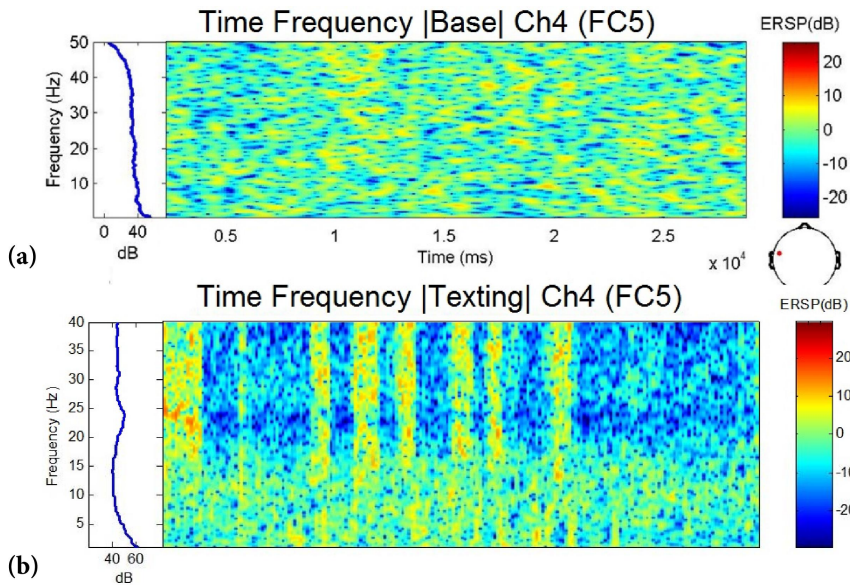 Time Frequency |Base| Ch4 (FC5)
ERSP(dB)
50
40
30
20
10
Frequency (Hz)
0 40
dB
0.5 1 1.5 2 2.5
Time (ms)
x 10⁴
20
10
0
-10
-20
(a)
Time Frequency |Texting| Ch4 (FC5)
ERSP(dB)
40
35
30
25
20
15
10
5
Frequency (Hz)
40 60
dB
20
10
0
-10
-20
(b)